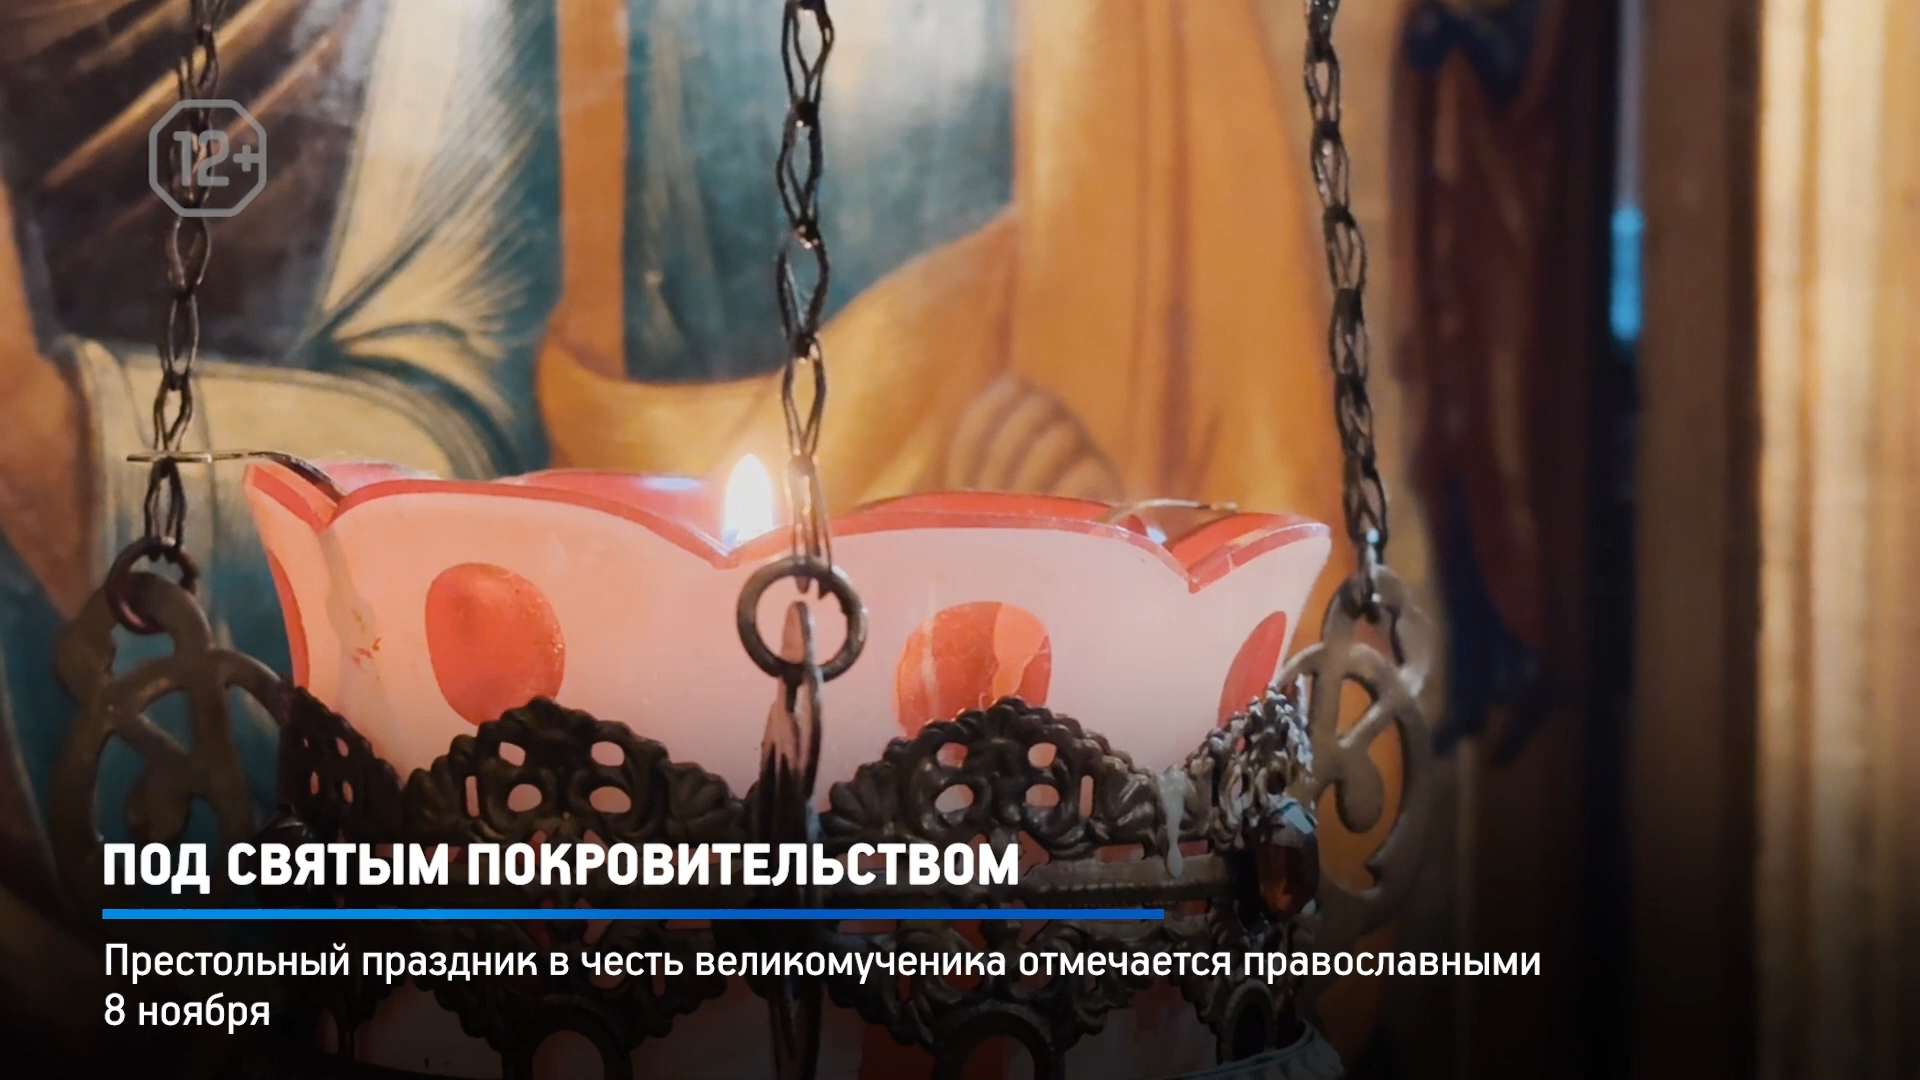 12+
ПОД СВЯТЫМ ПОКРОВИТЕЛЬСТВОМ
Престольный праздник в честь великомученика отмечается православными
8 ноября